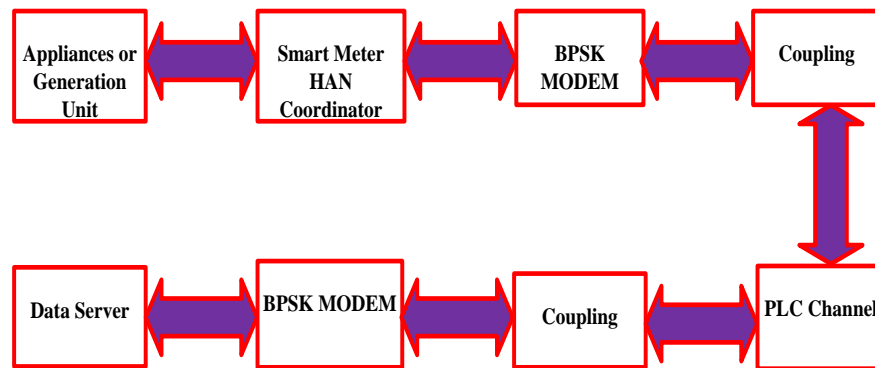 Appliances or
Generation
Unit
Smart Meter
HAN
Coordinator
BPSK
MODEM
Coupling
Data Server
BPSK MODEM
Coupling
PLC Channel